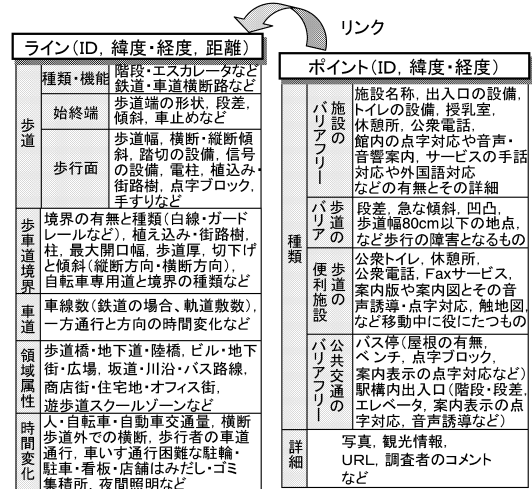 リンク
ライン(ID, 緯度・経度, 距離)
歩道
種類・機能
階段・エスカレータなど
鉄道・車道横断路など
始終端
歩道端の形状, 段差,
傾斜, 車止めなど
歩行面
歩道幅, 横断・縦断傾
斜, 踏切の設備, 信号
の設備, 電柱, 植込み・
街路樹, 点字ブロック,
手すりなど
歩車道境界
境界の有無と種類(白線・ガード
レールなど), 植え込み・街路樹,
柱, 最大開口幅, 歩道厚, 切下げ
と傾斜(縦断方向・横断方向),
自転車専用道と境界の種類など
車道
車線数(鉄道の場合、軌道敷数),
一方通行と方向の時間変化など
領域属性
歩道橋・地下道・陸橋, ビル・地下
街・広場, 坂道・川沿・バス路線,
商店街・住宅地・オフィス街,
遊歩道スクールゾーンなど
時間変化
人・自転車・自動車交通量, 横断
歩道外での横断, 歩行者の車道
通行, 車いす通行困難な駐輪・
駐車・看板・店舗はみだし・ゴミ
集積所, 夜間照明など
ポイント(ID, 緯度・経度)
種類
施設の
バリアフリー
施設名称, 出入口の設備,
トイレの設備, 授乳室,
休憩所, 公衆電話,
館内の点字対応や音声・
音響案内, サービスの手話
対応や外国語対応
などの有無とその詳細
歩道の
バリア
段差, 急な傾斜, 凹凸,
歩道幅80cm以下の地点,
など歩行の障害となるもの
歩道の
便利施設
公衆トイレ, 休憩所,
公衆電話, Faxサービス,
案内版や案内図とその音
声誘導・点字対応, 触地図,
など移動中に役にたつもの
公共交通の
バリアフリー
バス停(屋根の有無,
ベンチ, 点字ブロック,
案内表示の点字対応など)
駅構内出入口(階段・段差,
エレベータ, 案内表示の点
字対応, 音声誘導など)
詳細
写真, 観光情報,
URL, 調査者のコメント
など